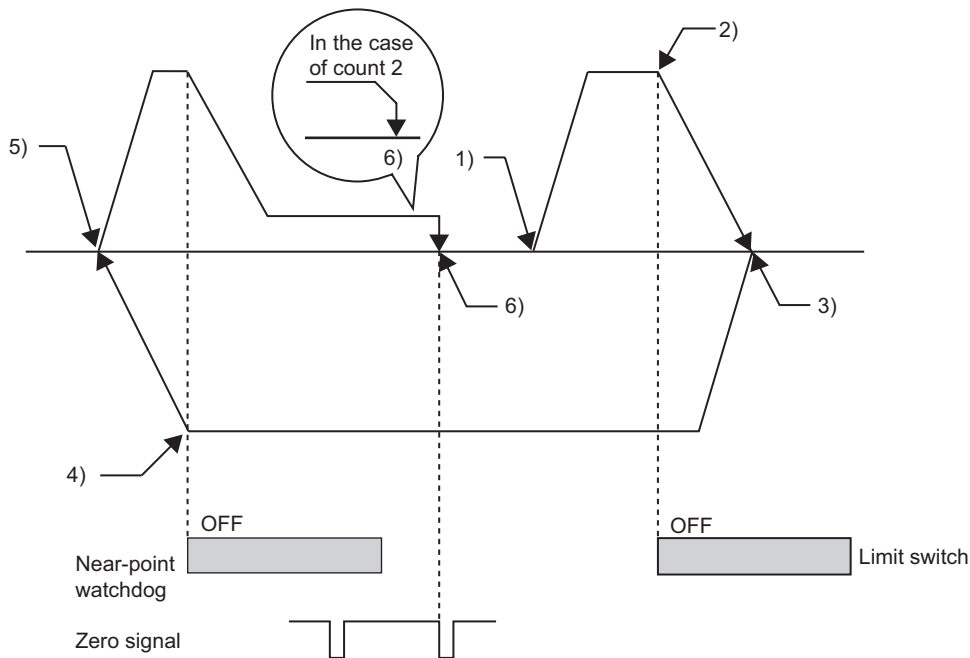 In the case
of count 2
6)
2)
5)
1)
6)
3)
4)
OFF
OFF
Near-point
watchdog
Limit switch
Zero signal